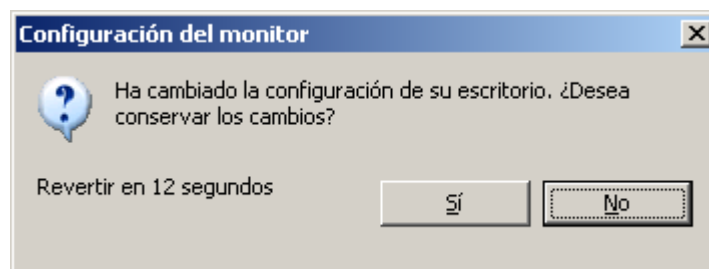 Configuración del monitor
Ha cambiado la configuración de su escritorio. ¿Desea
conservar los cambios?
Revertir en 12 segundos
Sí
No